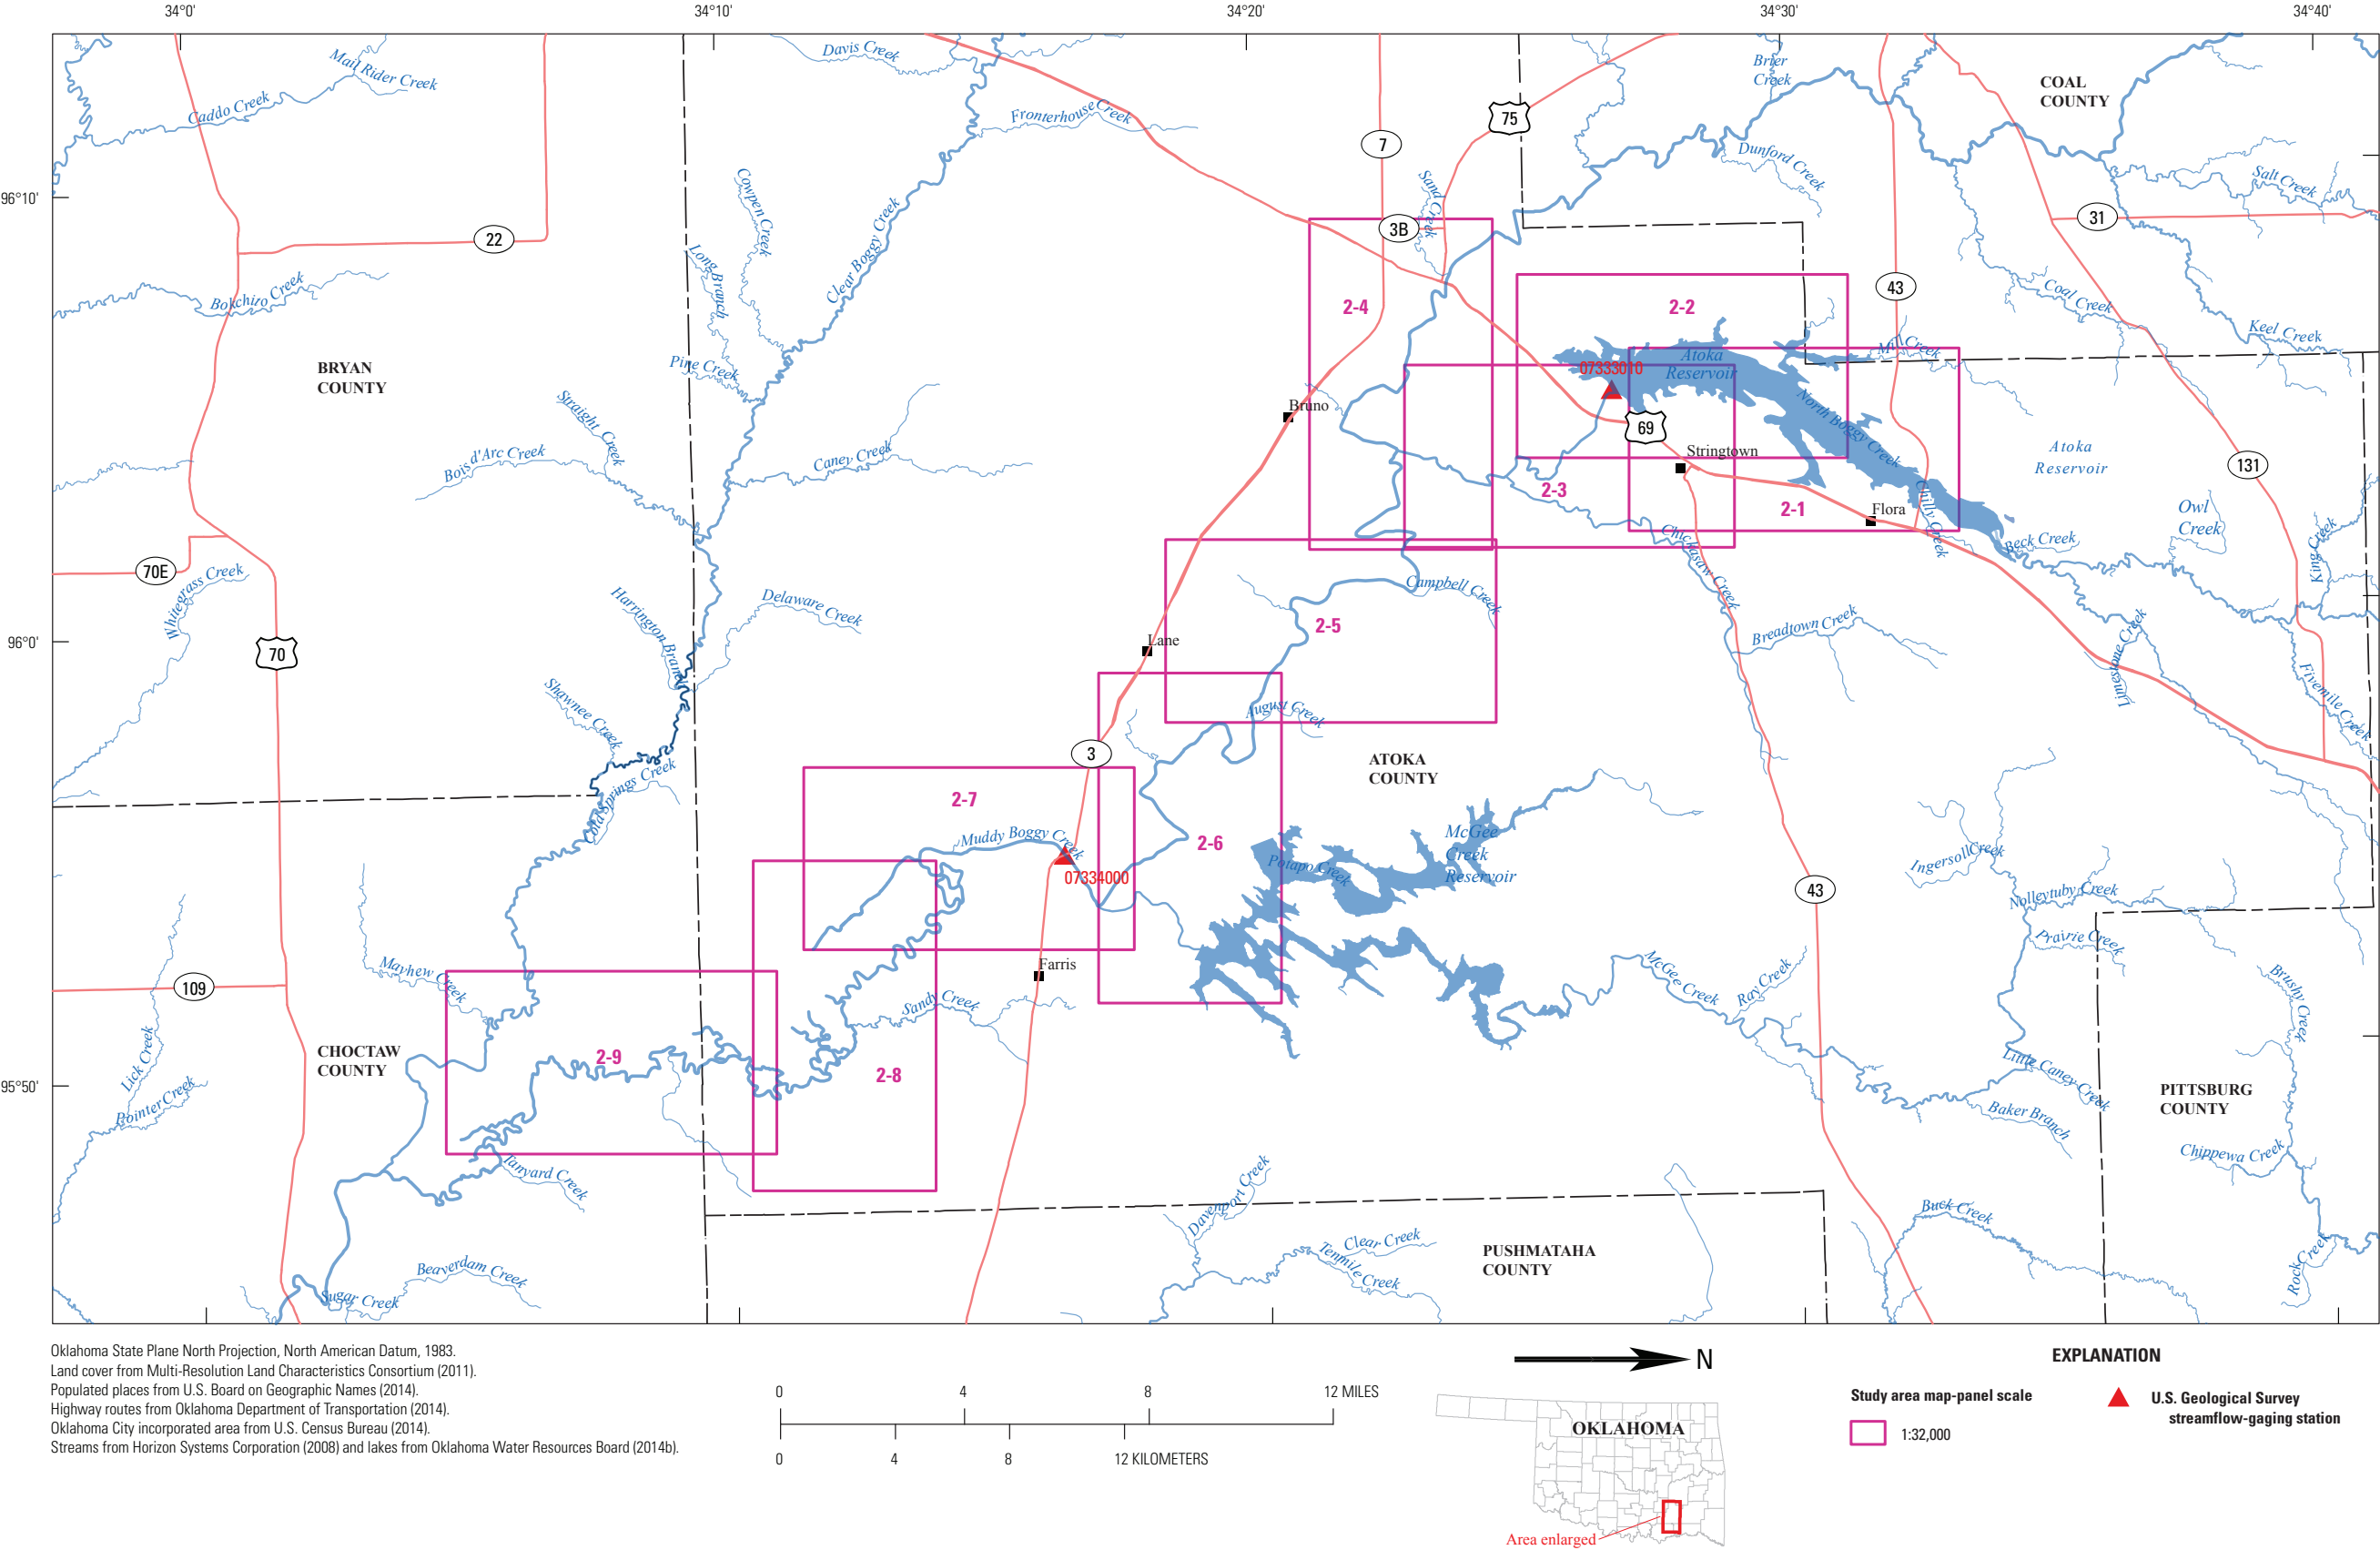 34°0' 34°10' 34°20' 34°30' 34°40'
96°10'
96°0'
95°50'
Mail Rider Creek
Caddo Creek
Davis Creek
Fronterhouse Creek
Brier
Creek
COAL
COUNTY
75
7
Dunford Creek
Salt Creek
Cowpen Creek
Sand Creek
Clear Boggy Creek
22
3B
31
Long Branch
Bokchito Creek
43
Coal Creek
2-4
2-2
Keel Creek
Mill Creek
Atoka
Reservoir
07333010
BRYAN
COUNTY
Pine Creek
Straight Creek
Bruno
69
North Boggy Creek
Bois d'Arc Creek
Caney Creek
Stringtown
Atoka
Reservoir
131
2-3
2-1
Flora
Chilly Creek
Owl
Creek
Beck Creek
King Creek
Chickasaw Creek
70E
Whitegrass Creek
Harrington Branch
Delaware Creek
Campbell Creek
2-5
Breadtown Creek
Limestone Creek
70
Lane
Fivemile Creek
Shawnee Creek
August Creek
3
ATOKA
COUNTY
Cold Springs Creek
2-7
Muddy Boggy Creek
07334000
2-6
McGee
Creek
Reservoir
Potapo Creek
Ingersoll Creek
43
Nolleytuby Creek
Prairie Creek
Mayhew Creek
Farris
McGee Creek
Ray Creek
Brushy Creek
109
Sandy Creek
Lick Creek
CHOCTAW
COUNTY
2-9
2-8
Little Caney Creek
Pointer Creek
Baker Branch
PITTSBURG
COUNTY
Chippewa Creek
Tanyard Creek
Davenport Creek
Buck Creek
Clear Creek
Tenmile Creek
PUSHMATAHA
COUNTY
Rock Creek
Beaverdam Creek
Sugar Creek
Oklahoma State Plane North Projection, North American Datum, 1983.
Land cover from Multi-Resolution Land Characteristics Consortium (2011).
Populated places from U.S. Board on Geographic Names (2014).
Highway routes from Oklahoma Department of Transportation (2014).
Oklahoma City incorporated area from U.S. Census Bureau (2014).
Streams from Horizon Systems Corporation (2008) and lakes from Oklahoma Water Resources Board (2014b).
0 4 8 12 MILES
0 4 8 12 KILOMETERS
N
OKLAHOMA
Area enlarged
EXPLANATION
Study area map-panel scale
1:32,000
U.S. Geological Survey
streamflow-gaging station